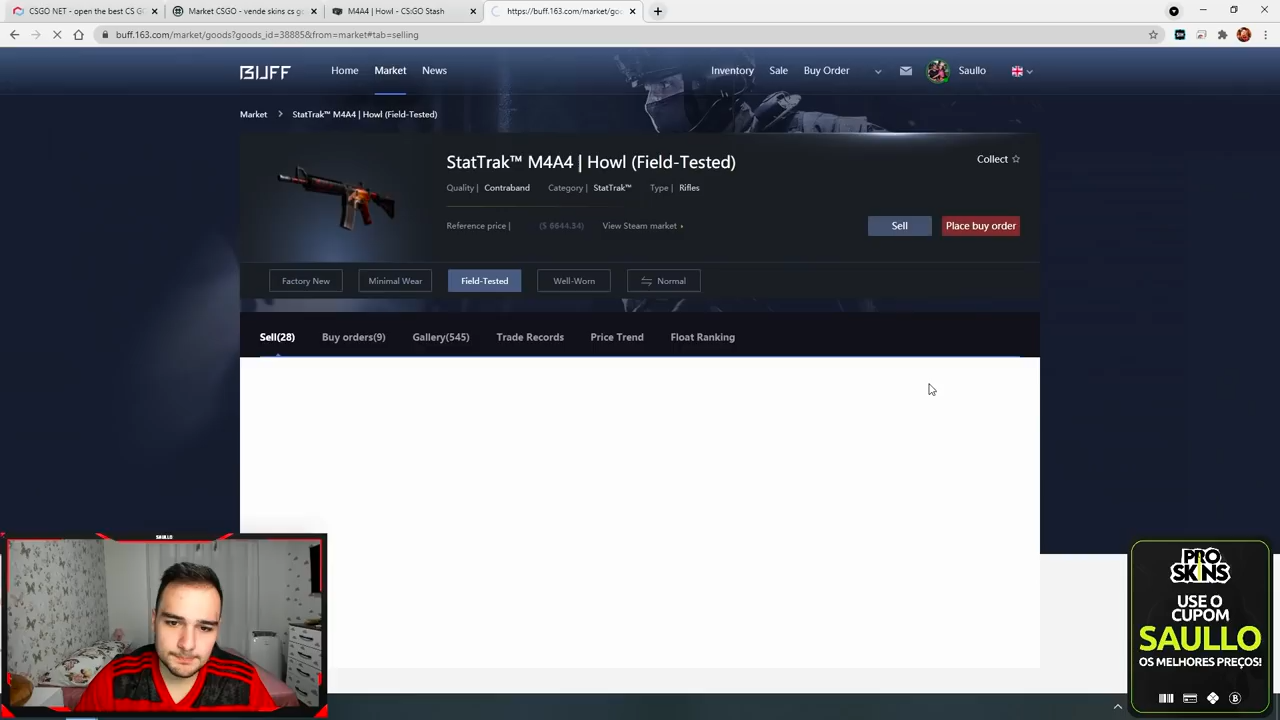 CSGO NET - open the best CS GO
Market CSGO - vende skins cs go
M4A4 | Howl - CS:GO Stash
https://buff.163.com/market/goo
buff.163.com/market/goods?goods_id=38885&from=market#tab=selling
BUFF
Home
Market
News
Inventory
Sale
Buy Order
Saullo
Market > StatTrak™ M4A4 | Howl (Field-Tested)
StatTrak™ M4A4 | Howl (Field-Tested)
Collect
Quality | Contraband
Category | StatTrak™
Type | Rifles
Reference price |
($ 6644.34)
View Steam market
Sell
Place buy order
Factory New
Minimal Wear
Field-Tested
Well-Worn
Normal
Sell(28)
Buy orders(9)
Gallery(545)
Trade Records
Price Trend
Float Ranking
SAULLO
PRO
SKINS
USE O
CUPOM
SAULLO
OS MELHORES PREÇOS!